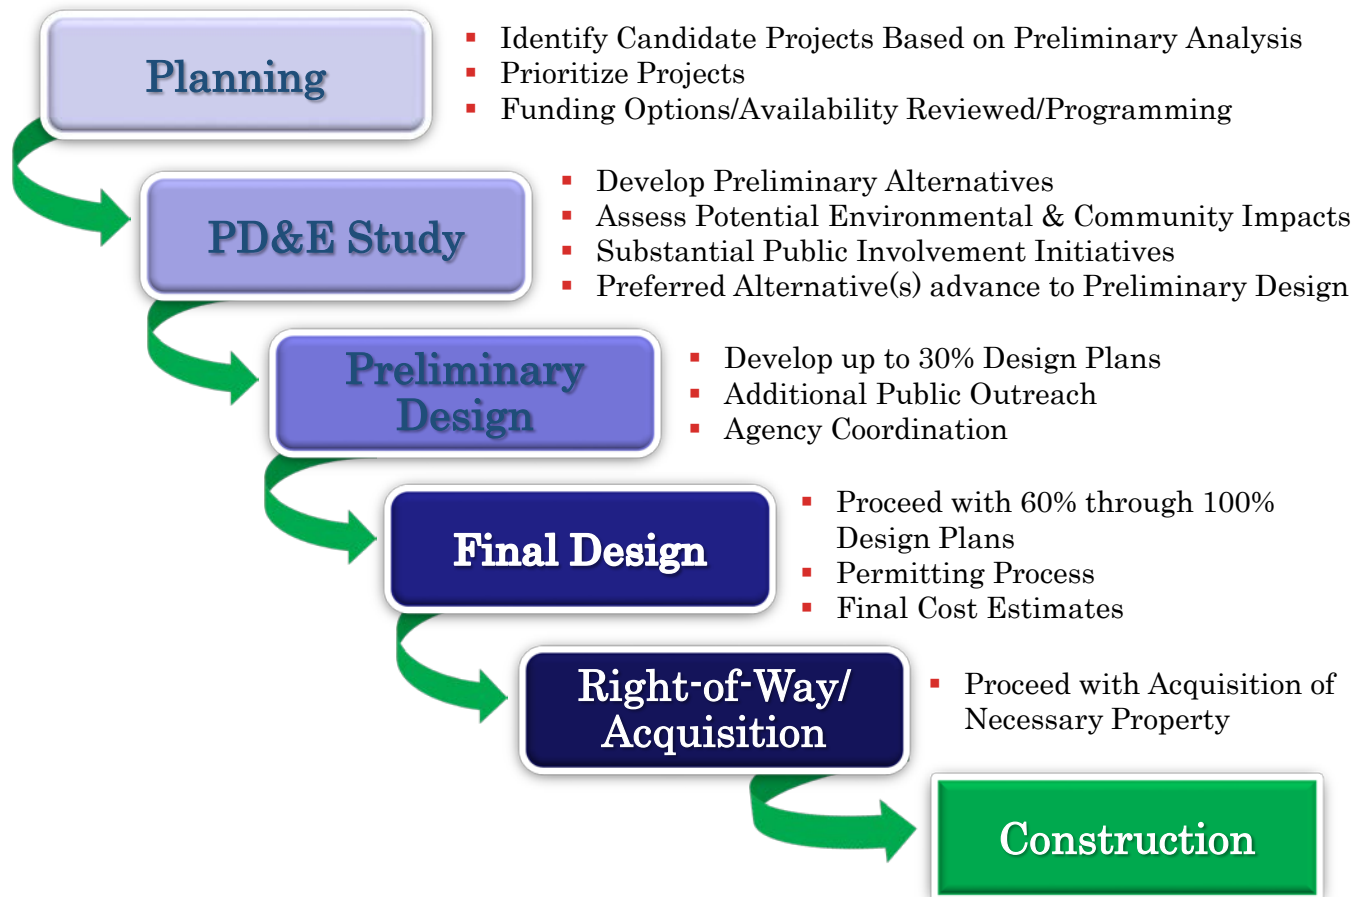 Planning
▪ Identify Candidate Projects Based on Preliminary Analysis
▪ Prioritize Projects
▪ Funding Options/Availability Reviewed/Programming
PD&E Study
▪ Develop Preliminary Alternatives
▪ Assess Potential Environmental & Community Impacts
▪ Substantial Public Involvement Initiatives
▪ Preferred Alternative(s) advance to Preliminary Design
Preliminary
Design
▪ Develop up to 30% Design Plans
▪ Additional Public Outreach
▪ Agency Coordination
Final Design
▪ Proceed with 60% through 100%
Design Plans
▪ Permitting Process
▪ Final Cost Estimates
Right-of-Way/
Acquisition
▪ Proceed with Acquisition of
Necessary Property
Construction